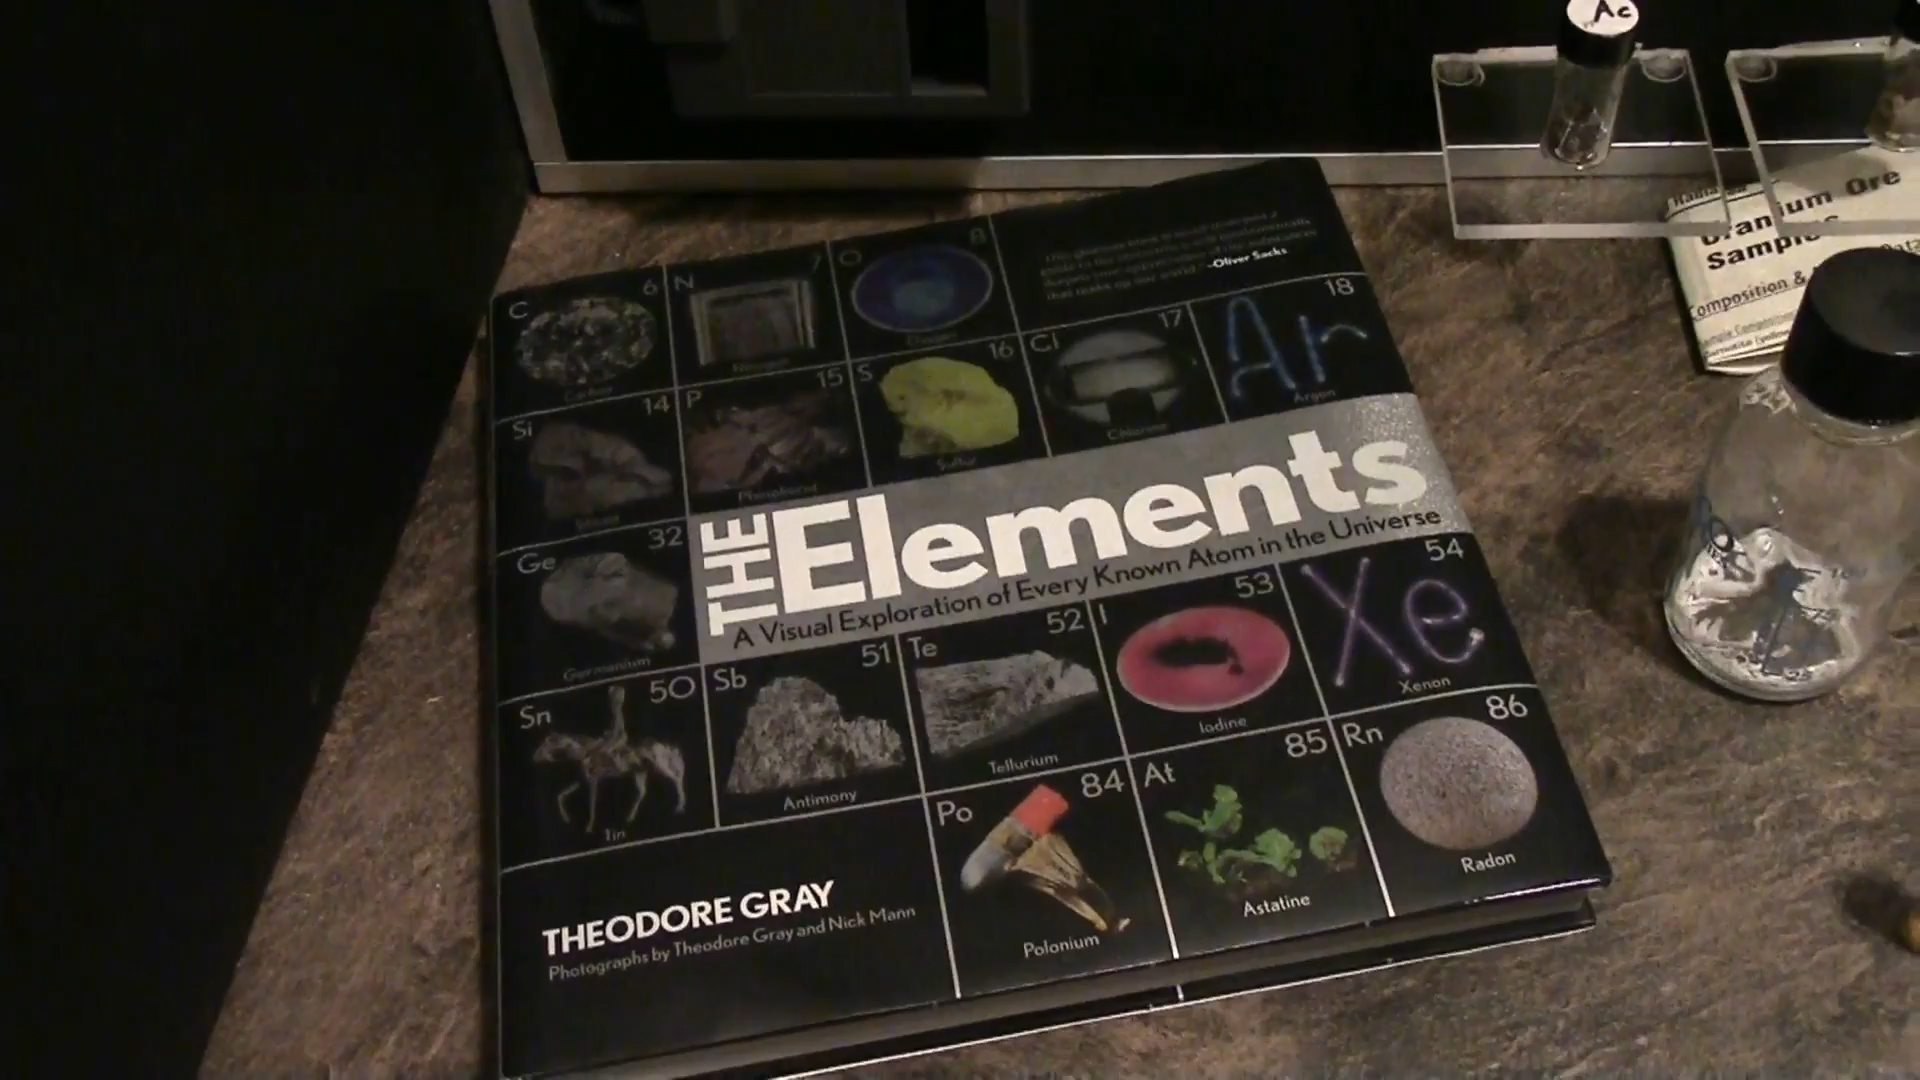 Ac
Uranium Ore
Samples
Composition &
C 6
N 7
O 8
–Oliver Sacks
Si 14
P 15
S 16
Sulfur
Cl 17
Chlorine
Ar 18
Argon
THE Elements
A Visual Exploration of Every Known Atom in the Universe
Ge 32
Germanium
Sn 50
Tin
Sb 51
Antimony
Te 52
Tellurium
I 53
Iodine
Xe 54
Xenon
Po 84
Polonium
At 85
Astatine
Rn 86
Radon
THEODORE GRAY
Photographs by Theodore Gray and Nick Mann